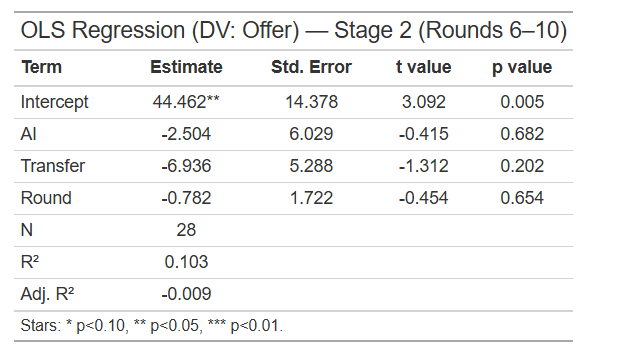 OLS Regression (DV: Offer) — Stage 2 (Rounds 6–10)
Term Estimate Std. Error t value p value
Intercept 44.462** 14.378 3.092 0.005
AI -2.504 6.029 -0.415 0.682
Transfer -6.936 5.288 -1.312 0.202
Round -0.782 1.722 -0.454 0.654
N 28
R² 0.103
Adj. R² -0.009
Stars: * p<0.10, ** p<0.05, *** p<0.01.